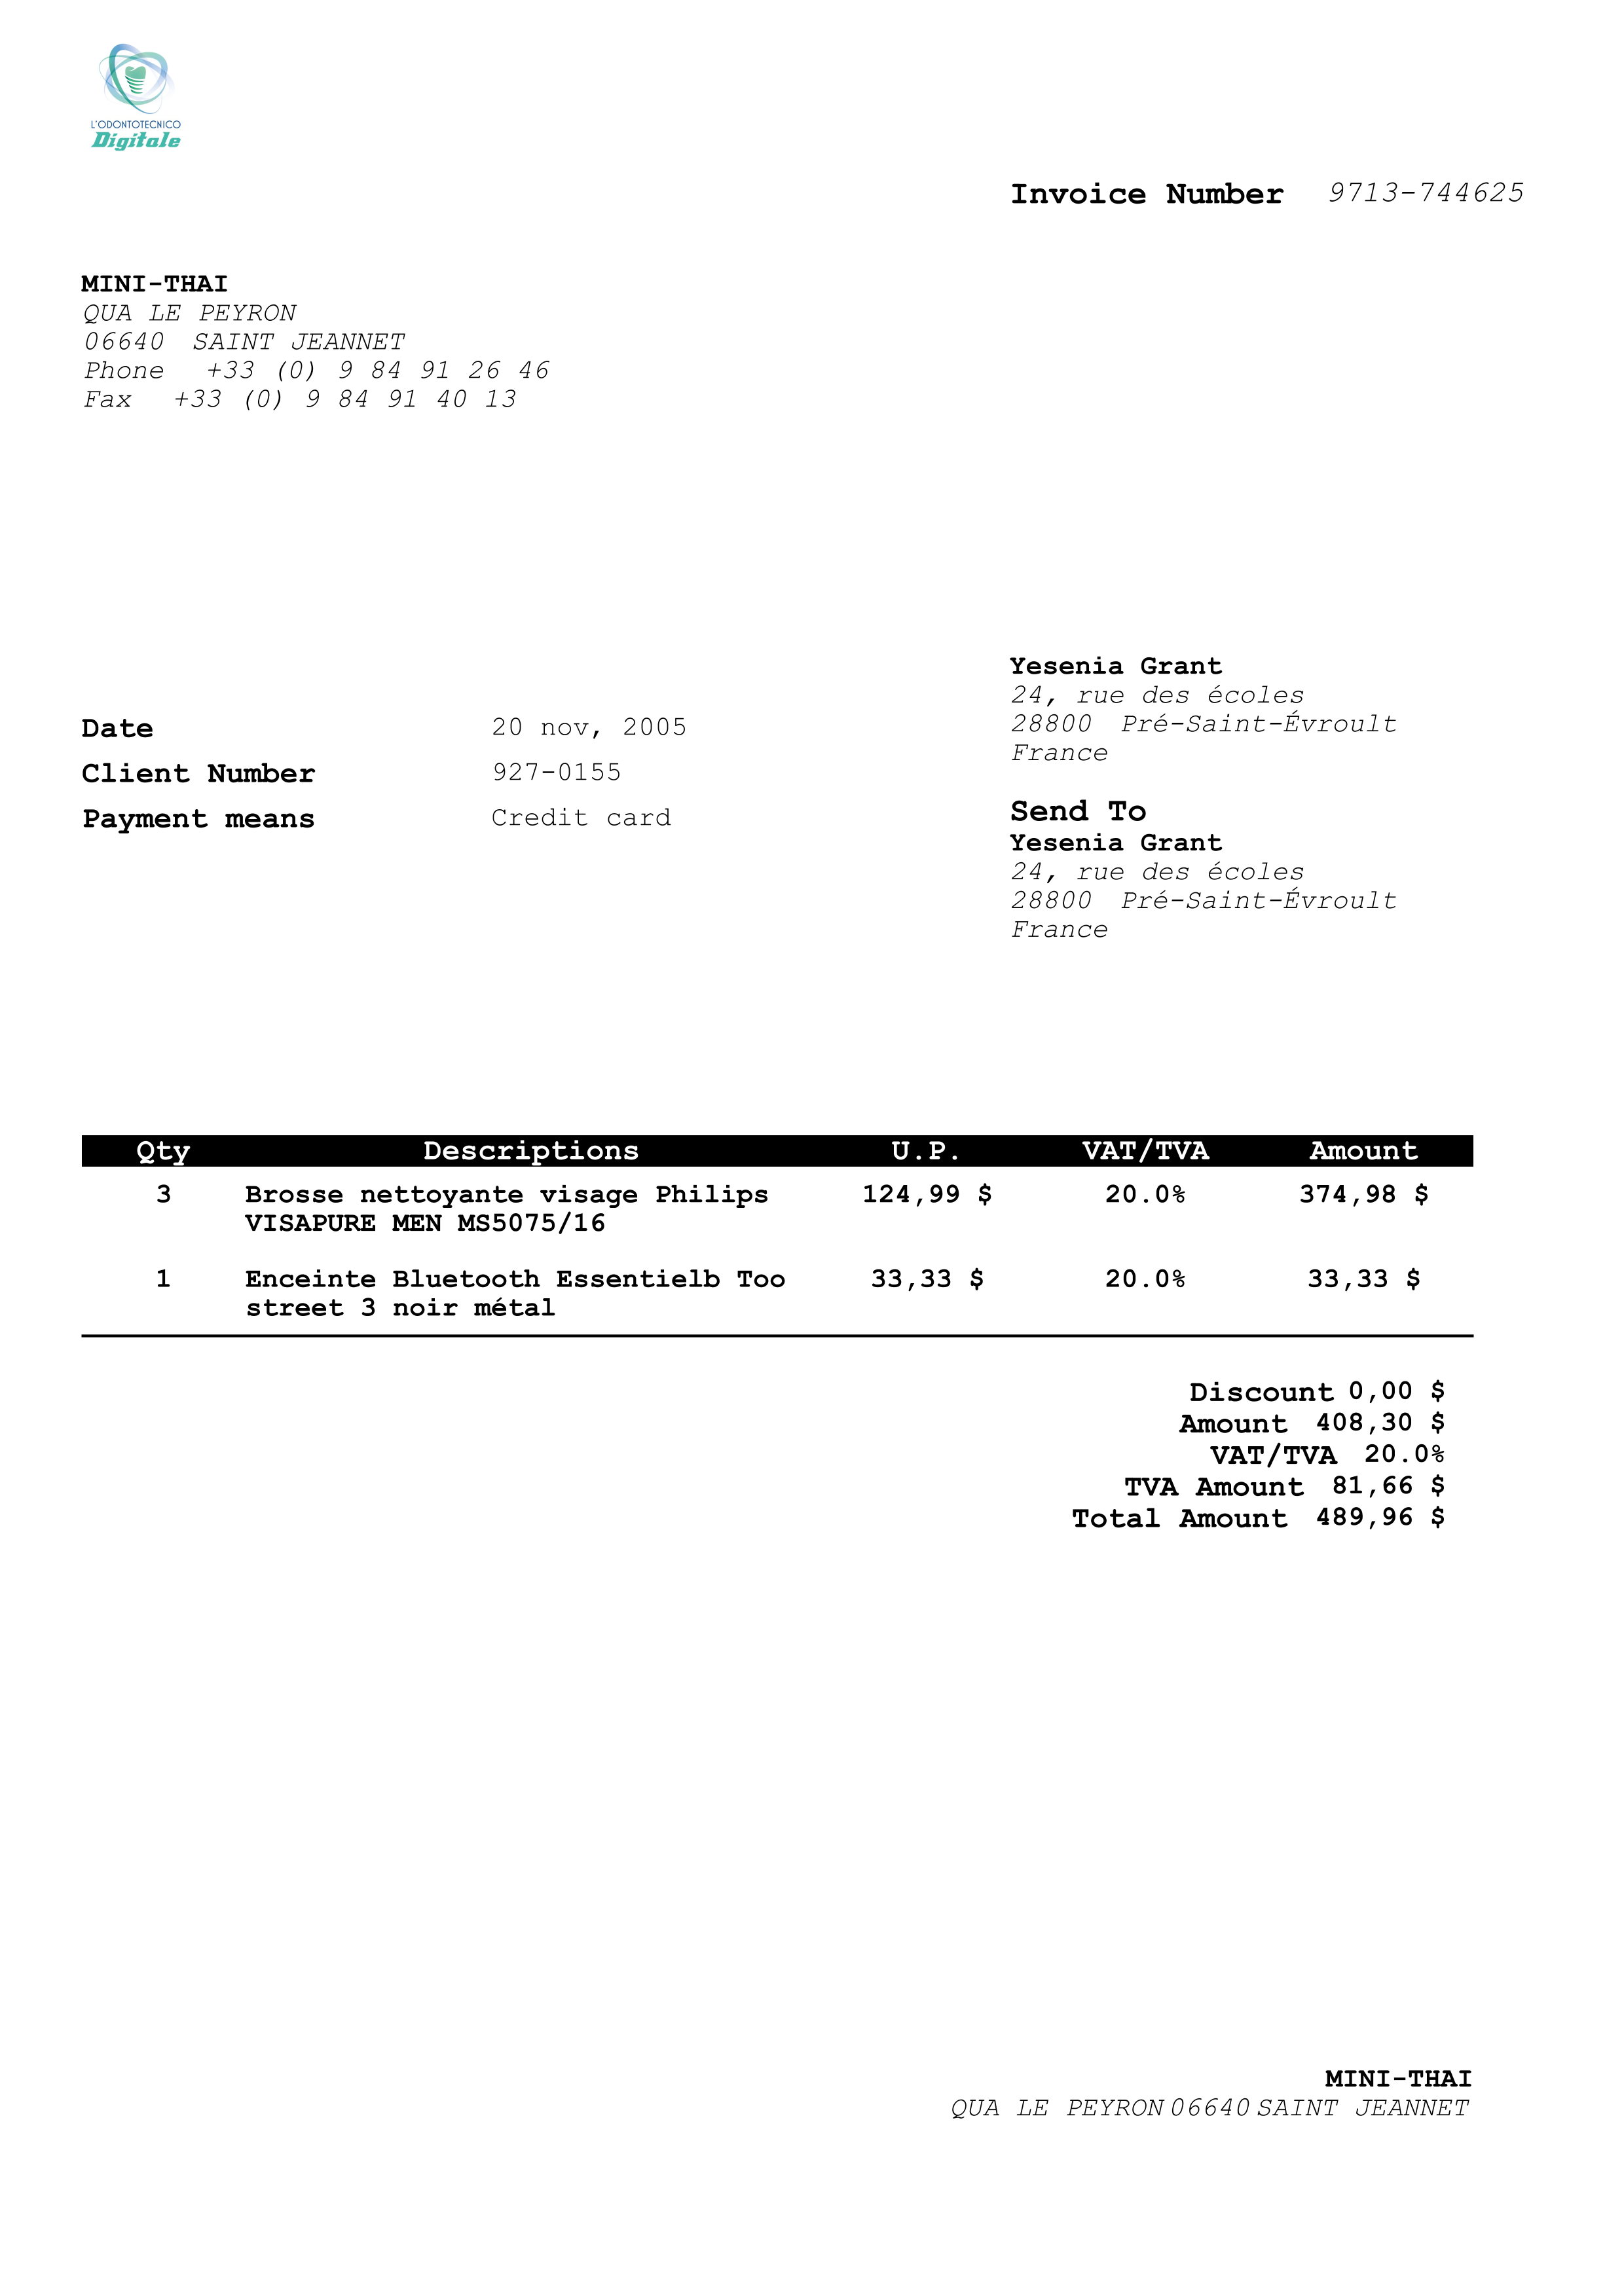 L'ODONTOTECNICO
Digitale
Invoice Number 9713-744625
MINI-THAI
QUA LE PEYRON
06640 SAINT JEANNET
Phone +33 (0) 9 84 91 26 46
Fax +33 (0) 9 84 91 40 13
Yesenia Grant
24, rue des écoles
28800 Pré-Saint-Évroult
France
Date 20 nov, 2005
Client Number 927-0155
Payment means Credit card
Send To
Yesenia Grant
24, rue des écoles
28800 Pré-Saint-Évroult
France
Qty Descriptions U.P. VAT/TVA Amount
3 Brosse nettoyante visage Philips 124,99 $ 20.0% 374,98 $
VISAPURE MEN MS5075/16
1 Enceinte Bluetooth Essentielb Too 33,33 $ 20.0% 33,33 $
street 3 noir métal
Discount 0,00 $
Amount 408,30 $
VAT/TVA 20.0%
TVA Amount 81,66 $
Total Amount 489,96 $
MINI-THAI
QUA LE PEYRON 06640 SAINT JEANNET